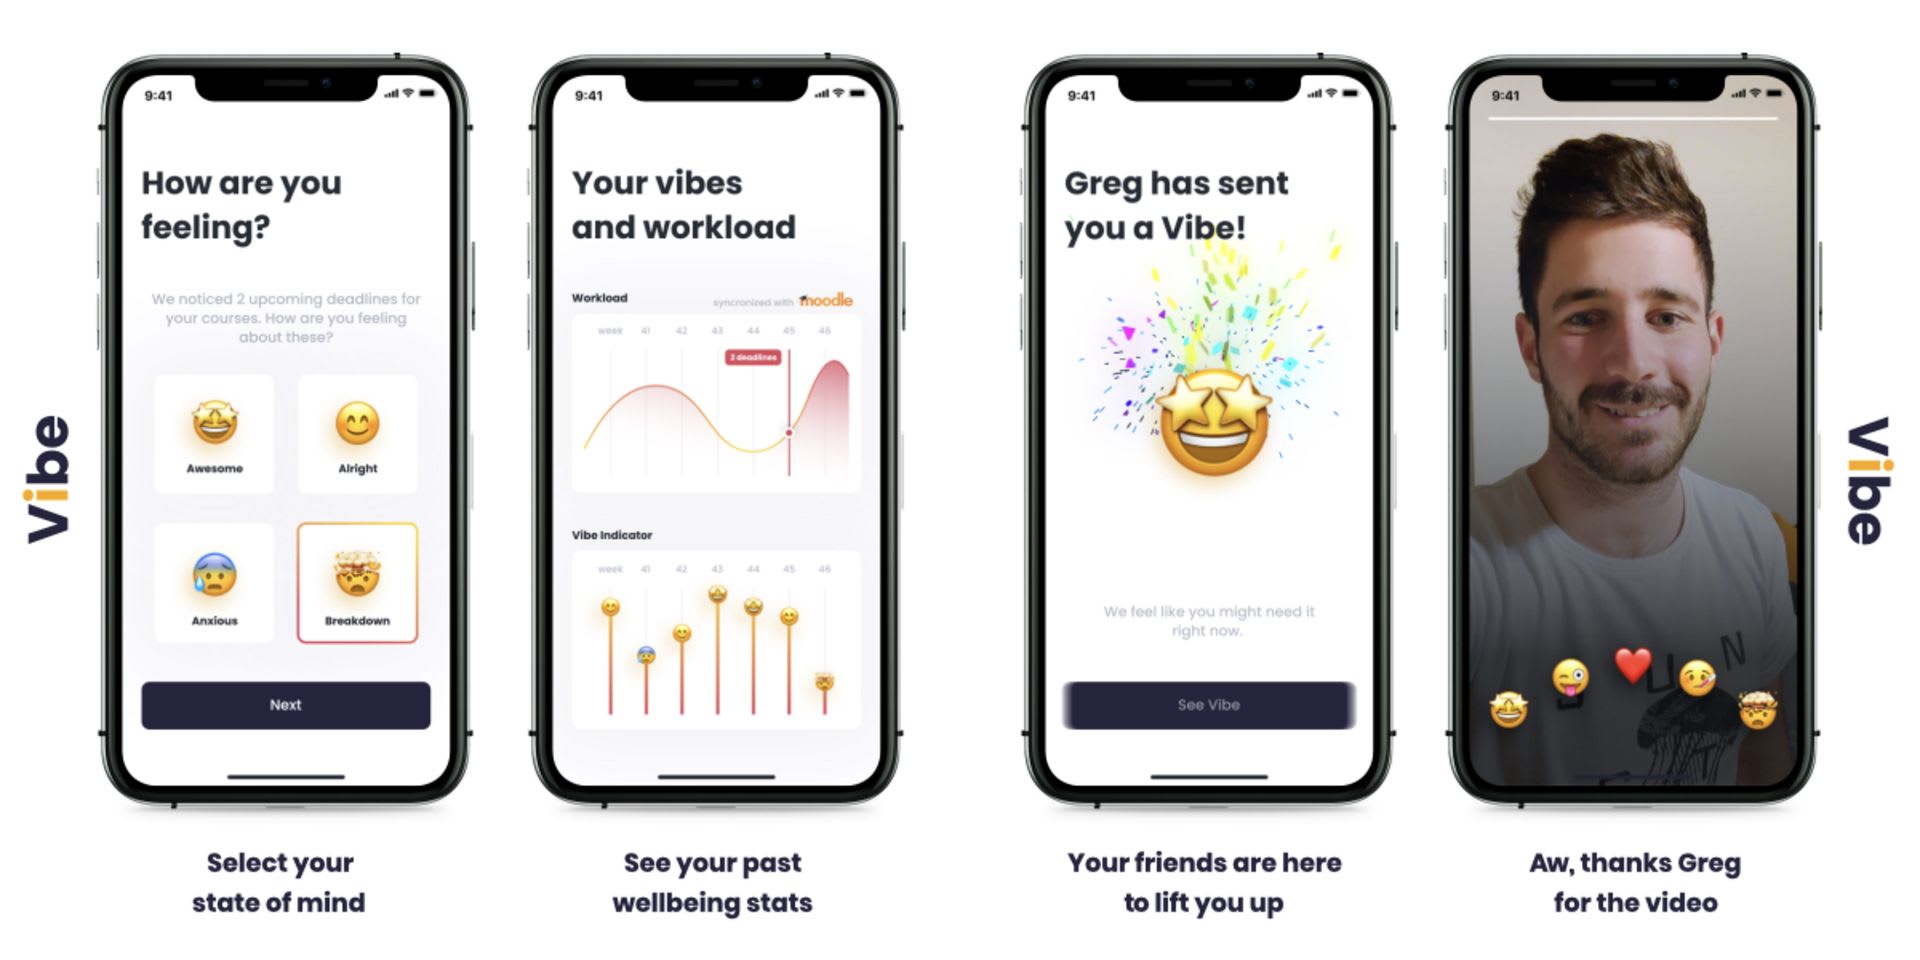 Vibe
9:41
How are you
feeling?
We noticed 2 upcoming deadlines for
your courses. How are you feeling
about these?
Awesome
Alright
Anxious
Breakdown
Next
Select your
state of mind
9:41
Your vibes
and workload
Workload
syncronized with moodle
week 41 42 43 44 45 46
2 deadlines
Vibe Indicator
week 41 42 43 44 45 46
See your past
wellbeing stats
9:41
Greg has sent
you a Vibe!
We feel like you might need it
right now.
See Vibe
Your friends are here
to lift you up
9:41
Aw, thanks Greg
for the video
Vibe